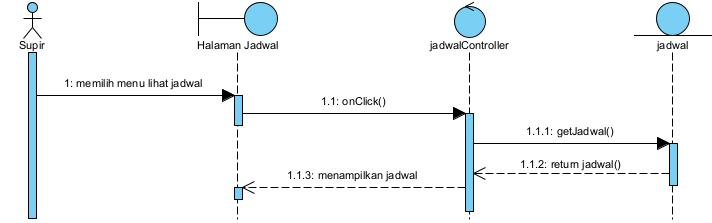 Supir
Halaman Jadwal
jadwalController
jadwal
1: memilih menu lihat jadwal
1.1: onClick()
1.1.1: getJadwal()
1.1.2: return jadwal()
1.1.3: menampilkan jadwal